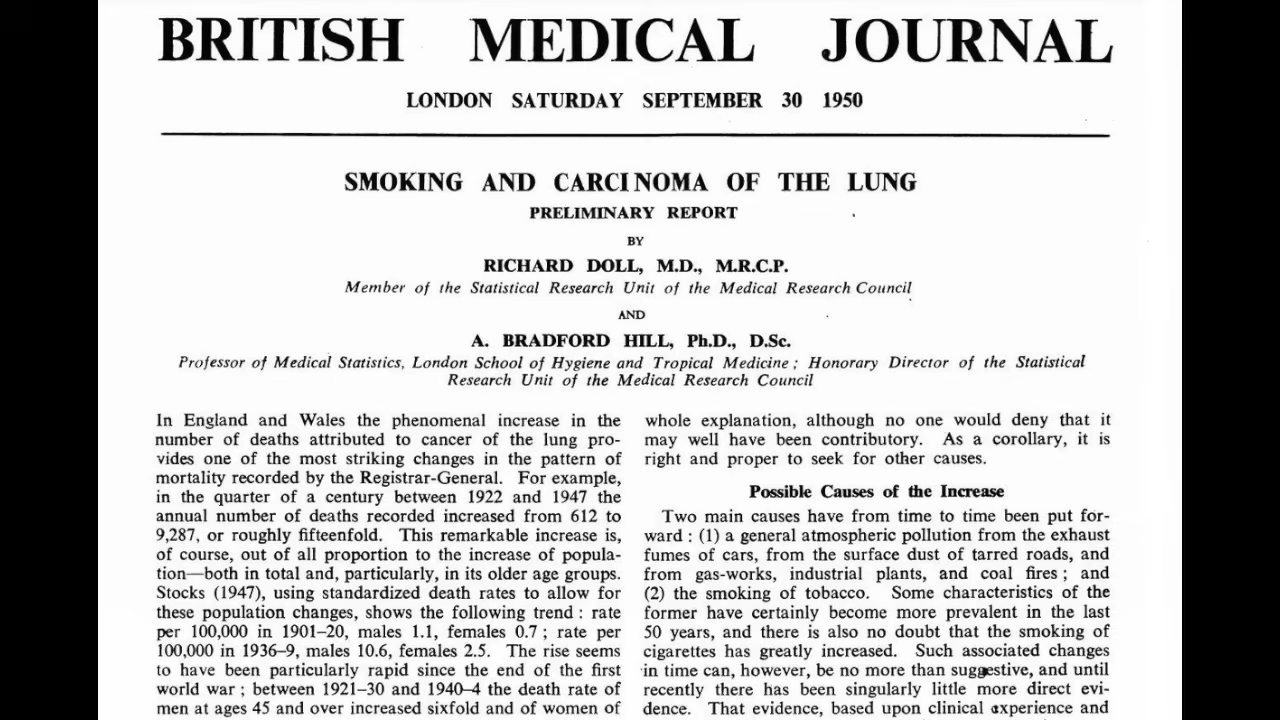 BRITISH MEDICAL JOURNAL
LONDON SATURDAY SEPTEMBER 30 1950
SMOKING AND CARCINOMA OF THE LUNG
PRELIMINARY REPORT
BY
RICHARD DOLL, M.D., M.R.C.P.
Member of the Statistical Research Unit of the Medical Research Council
AND
A. BRADFORD HILL, Ph.D., D.Sc.
Professor of Medical Statistics, London School of Hygiene and Tropical Medicine ; Honorary Director of the Statistical
Research Unit of the Medical Research Council
In England and Wales the phenomenal increase in the
number of deaths attributed to cancer of the lung pro-
vides one of the most striking changes in the pattern of
mortality recorded by the Registrar-General. For example,
in the quarter of a century between 1922 and 1947 the
annual number of deaths recorded increased from 612 to
9,287, or roughly fifteenfold. This remarkable increase is,
of course, out of all proportion to the increase of popula-
tion—both in total and, particularly, in its older age groups.
Stocks (1947), using standardized death rates to allow for
these population changes, shows the following trend : rate
per 100,000 in 1901–20, males 1.1, females 0.7 ; rate per
100,000 in 1936–9, males 10.6, females 2.5. The rise seems
to have been particularly rapid since the end of the first
world war ; between 1921–30 and 1940–4 the death rate of
men at ages 45 and over increased sixfold and of women of
whole explanation, although no one would deny that it
may well have been contributory. As a corollary, it is
right and proper to seek for other causes.
Possible Causes of the Increase
Two main causes have from time to time been put for-
ward : (1) a general atmospheric pollution from the exhaust
fumes of cars, from the surface dust of tarred roads, and
from gas-works, industrial plants, and coal fires ; and
(2) the smoking of tobacco. Some characteristics of the
former have certainly become more prevalent in the last
50 years, and there is also no doubt that the smoking of
cigarettes has greatly increased. Such associated changes
in time can, however, be no more than suggestive, and until
recently there has been singularly little more direct evi-
dence. That evidence, based upon clinical experience and